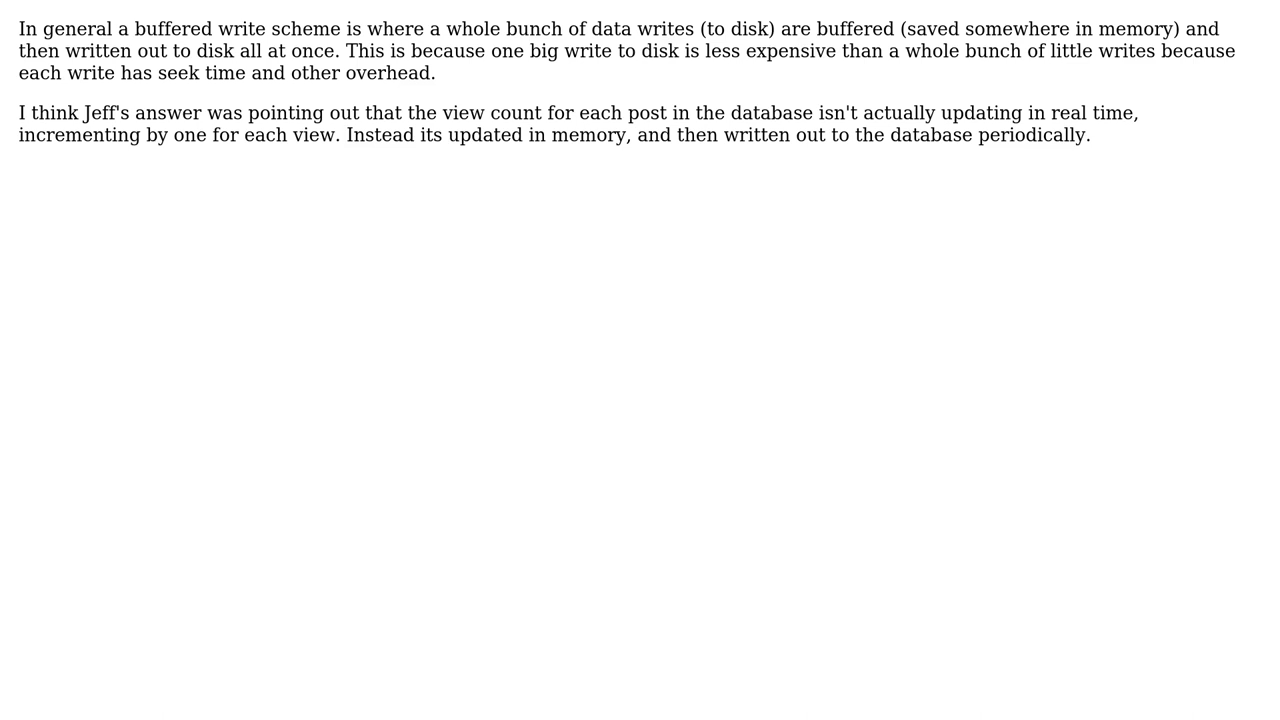 In general a buffered write scheme is where a whole bunch of data writes (to disk) are buffered (saved somewhere in memory) and
then written out to disk all at once. This is because one big write to disk is less expensive than a whole bunch of little writes because
each write has seek time and other overhead.
I think Jeff's answer was pointing out that the view count for each post in the database isn't actually updating in real time,
incrementing by one for each view. Instead its updated in memory, and then written out to the database periodically.